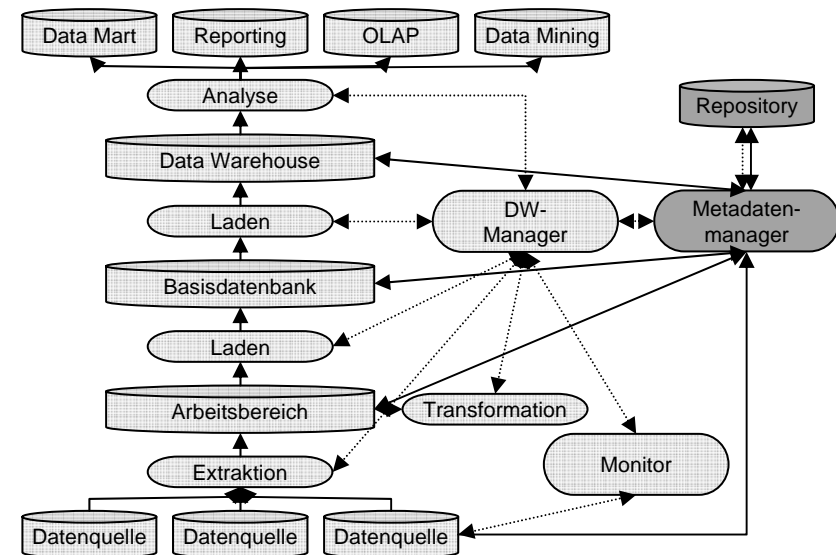 Data Mart
Reporting
OLAP
Data Mining
Analyse
Repository
Data Warehouse
Laden
DW-
Manager
Metadaten-
manager
Basisdatenbank
Laden
Arbeitsbereich
Transformation
Extraktion
Monitor
Datenquelle
Datenquelle
Datenquelle